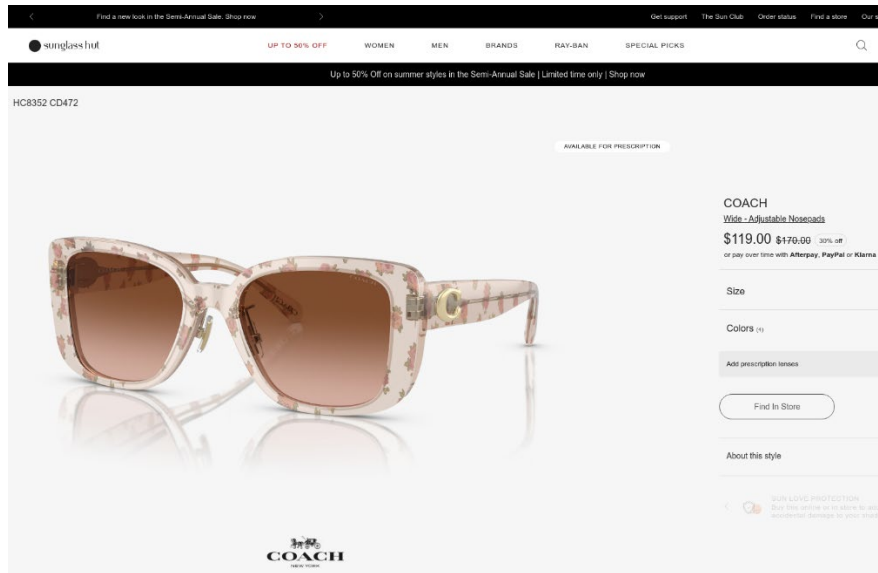 Find a new look in the Semi-Annual Sale. Shop now
Get support The Sun Club Order status Find a store Our s
sunglass hut
UP TO 50% OFF WOMEN MEN BRANDS RAY-BAN SPECIAL PICKS
Up to 50% Off on summer styles in the Semi-Annual Sale | Limited time only | Shop now
HC8352 CD472
AVAILABLE FOR PRESCRIPTION
COACH
Wide - Adjustable Nosepads
$119.00 $170.00 30% off
or pay over time with Afterpay, PayPal or Klarna
Size
Colors (4)
Add prescription lenses
Find In Store
About this style
SUN LOVE PROTECTION
COACH
NEW YORK